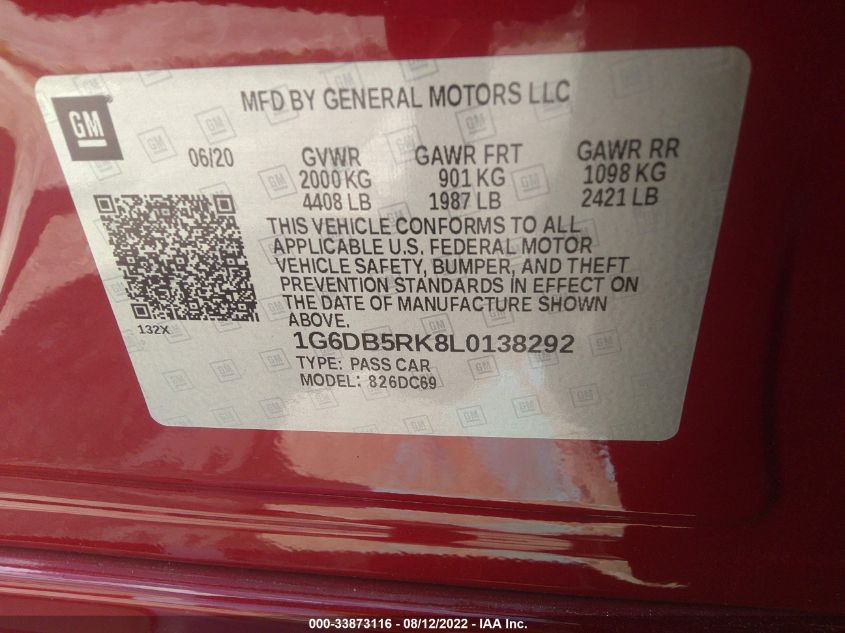 MFD BY GENERAL MOTORS LLC
GM
06/20 GVWR GAWR FRT GAWR RR
2000 KG 901 KG 1098 KG
4408 LB 1987 LB 2421 LB
THIS VEHICLE CONFORMS TO ALL
APPLICABLE U.S. FEDERAL MOTOR
VEHICLE SAFETY, BUMPER, AND THEFT
PREVENTION STANDARDS IN EFFECT ON
THE DATE OF MANUFACTURE SHOWN
ABOVE.
132X
1G6DB5RK8L0138292
TYPE: PASS CAR
MODEL: 826DC69
000-33873116 - 08/12/2022 - IAA Inc.